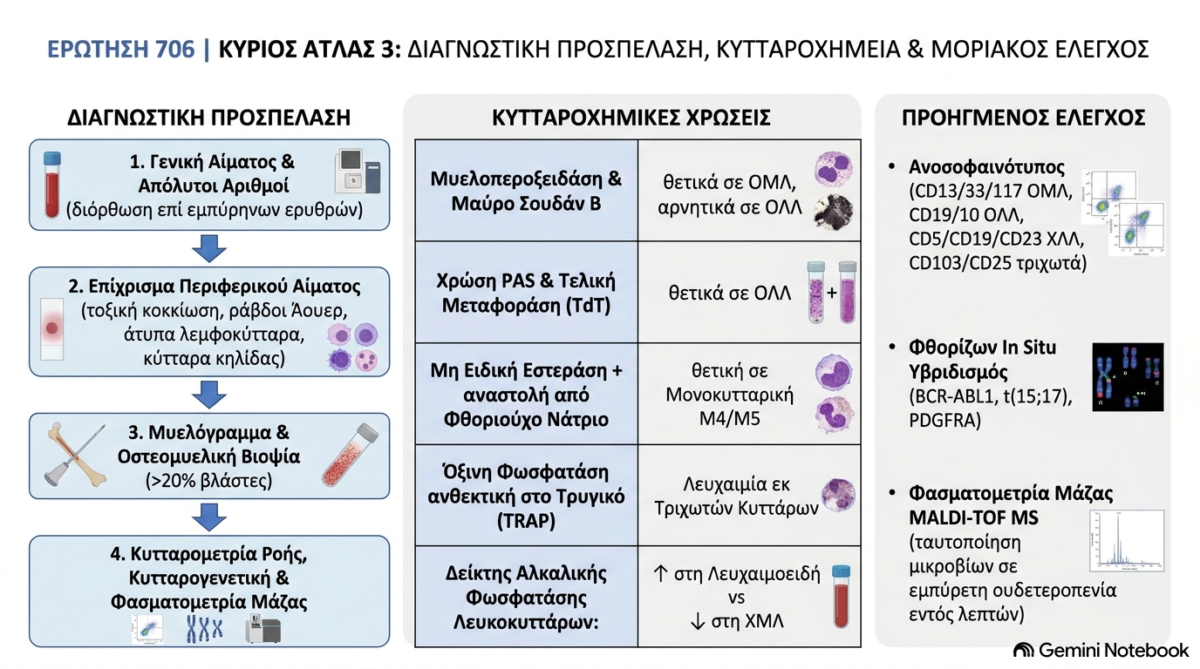 ΕΡΩΤΗΣΗ 706 | ΚΥΡΙΟΣ ΑΤΛΑΣ 3: ΔΙΑΓΝΩΣΤΙΚΗ ΠΡΟΣΠΕΛΑΣΗ, ΚΥΤΤΑΡΟΧΗΜΕΙΑ & ΜΟΡΙΑΚΟΣ ΕΛΕΓΧΟΣ
ΔΙΑΓΝΩΣΤΙΚΗ ΠΡΟΣΠΕΛΑΣΗ
1. Γενική Αίματος &
Απόλυτοι Αριθμοί
(διόρθωση επί εμπύρηνων ερυθρών)
2. Επίχρισμα Περιφερικού Αίματος
(τοξική κοκκίωση, ράβδοι Άουερ,
άτυπα λεμφοκύτταρα,
κύτταρα κηλίδας)
3. Μυελόγραμμα &
Οστεομυελική Βιοψία
(>20% βλάστες)
4. Κυτταρομετρία Ροής,
Κυτταρογενετική &
Φασματομετρία Μάζας
ΚΥΤΤΑΡΟΧΗΜΙΚΕΣ ΧΡΩΣΕΙΣ
Μυελοπεροξειδάση &
Μαύρο Σουδάν Β
θετικά σε ΟΜΛ,
αρνητικά σε ΟΛΛ
Χρώση PAS & Τελική
Μεταφοράση (TdT)
θετικά σε ΟΛΛ
+
Μη Ειδική Εστεράση +
αναστολή από
Φθοριούχο Νάτριο
θετική σε
Μονοκυτταρική
M4/M5
Όξινη Φωσφατάση
ανθεκτική στο Τρυγικό
(TRAP)
Λευχαιμία εκ
Τριχωτών Κυττάρων
Δείκτης Αλκαλικής
Φωσφατάσης
Λευκοκυττάρων:
↑ στη Λευχαιμοειδή
vs
↓ στη ΧΜΛ
ΠΡΟΗΓΜΕΝΟΣ ΕΛΕΓΧΟΣ
• Ανοσοφαινότυπος
(CD13/33/117 ΟΜΛ,
CD19/10 ΟΛΛ,
CD5/CD19/CD23 ΧΛΛ,
CD103/CD25 τριχωτά)
• Φθορίζων In Situ
Υβριδισμός
(BCR-ABL1, t(15;17),
PDGFRA)
• Φασματομετρία Μάζας
MALDI-TOF MS
(ταυτοποίηση
μικροβίων σε
εμπύρετη ουδετεροπενία
εντός λεπτών)
Gemini Notebook